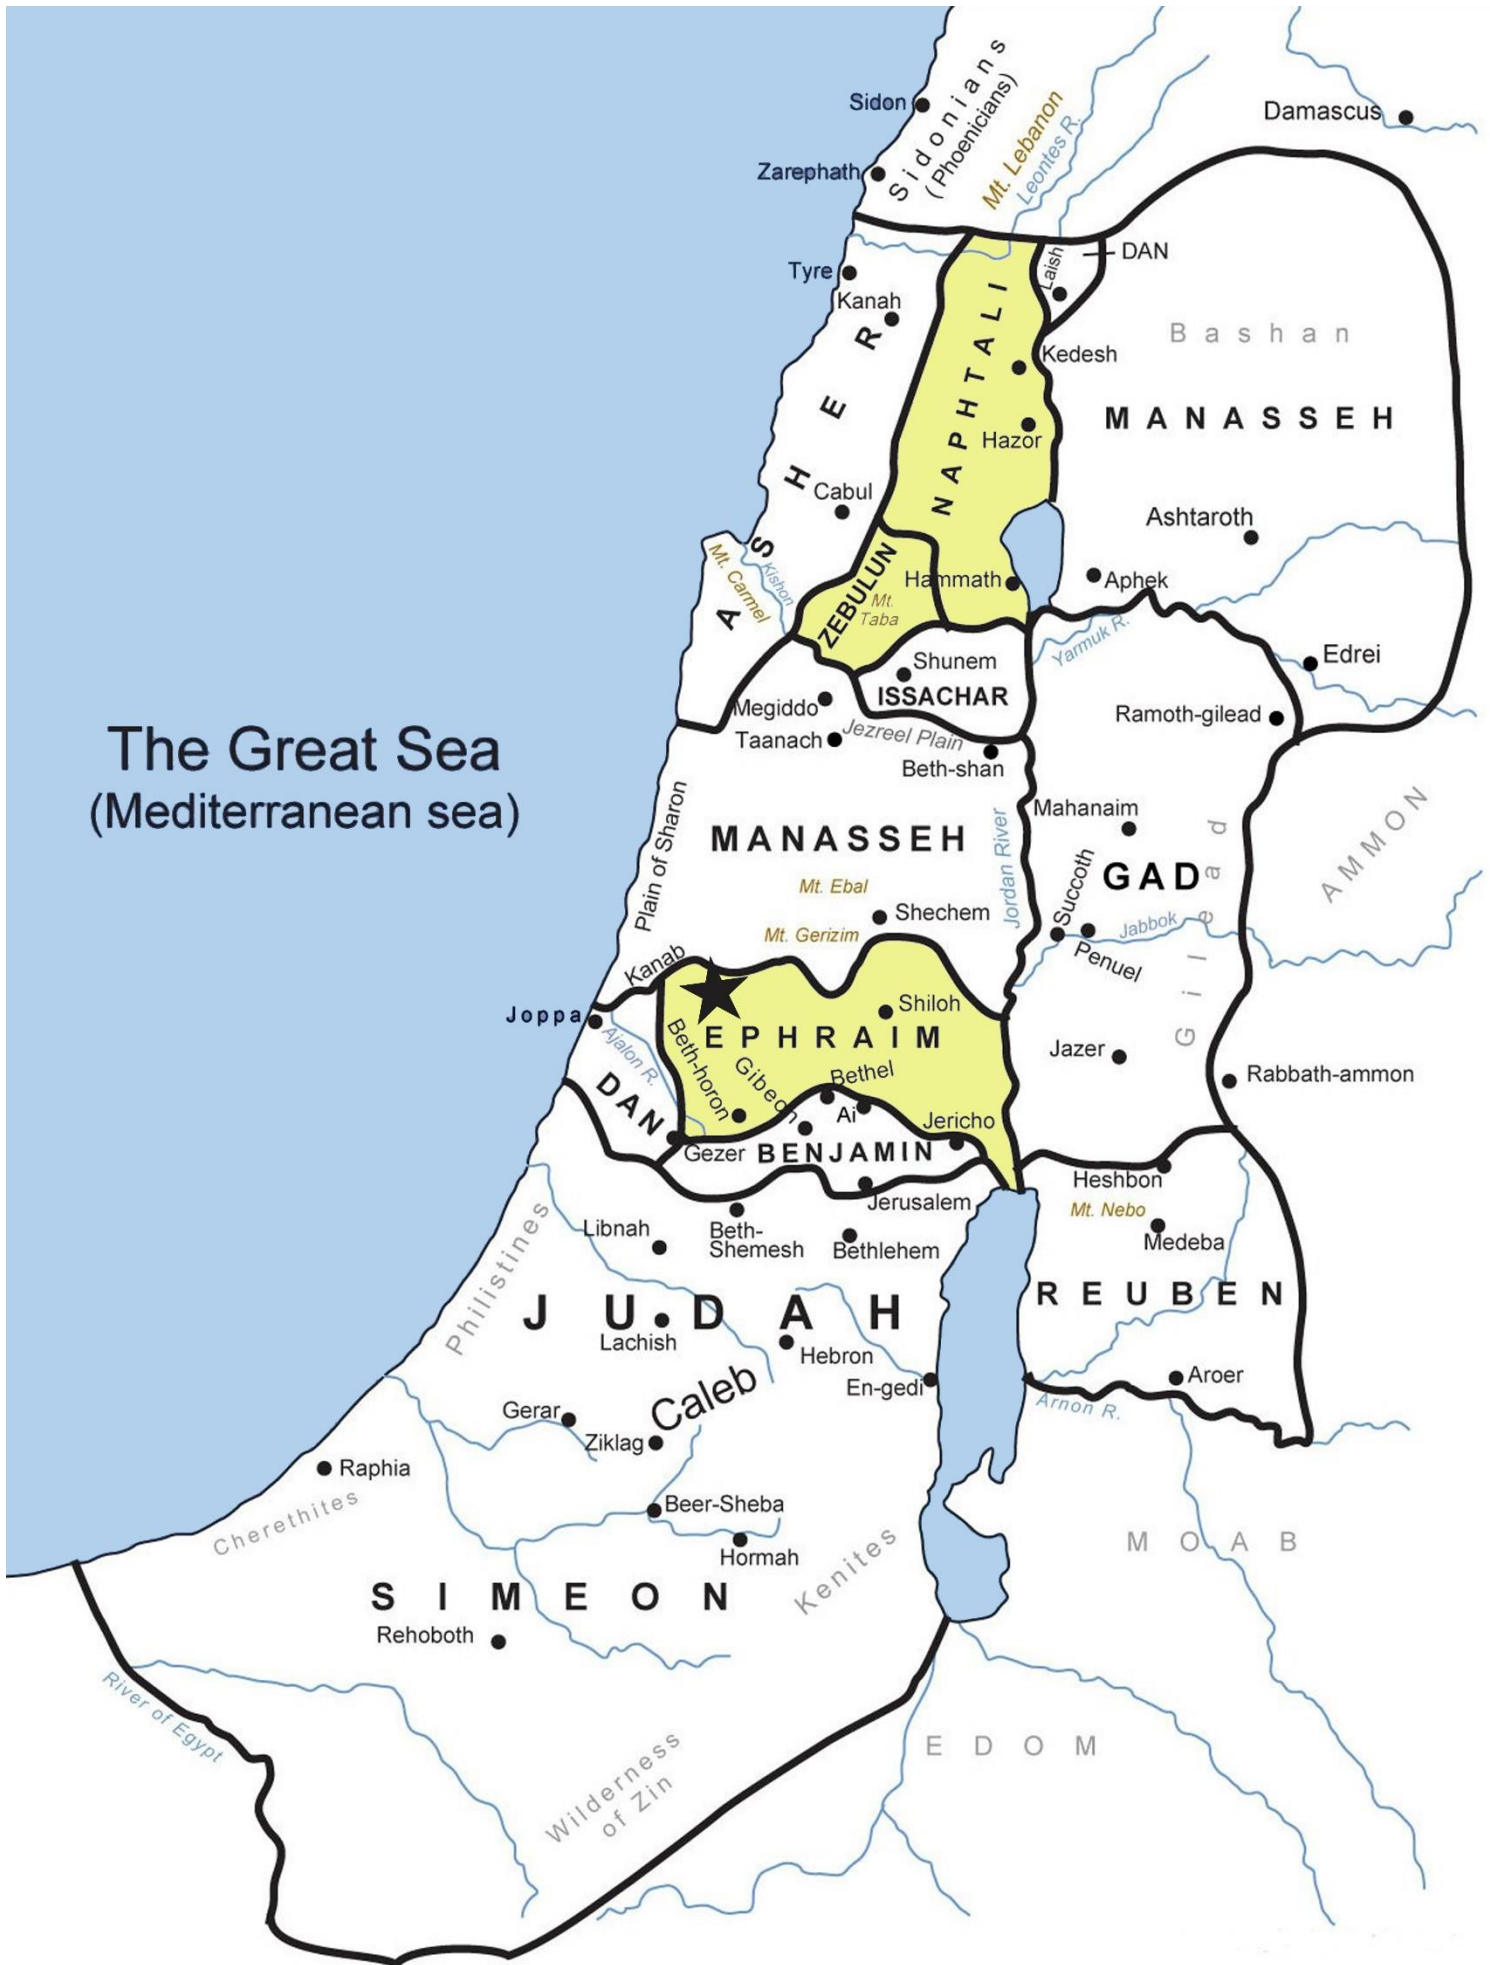 Sidon
Sidonians
(Phoenicians)
Mt. Lebanon
Leontes R.
Damascus
Zarephath
Tyre
Kanah
Laish
DAN
Bashan
NAPHTALI
Kedesh
MANASSEH
Hazor
ASHER
Cabul
Ashtaroth
Mt. Carmel
Kishon
ZEBULUN
Hammath
Aphek
Mt.
Taba
Yarmuk R.
Edrei
Shunem
ISSACHAR
Megiddo
Ramoth-gilead
Taanach
Jezreel Plain
Beth-shan
The Great Sea
(Mediterranean sea)
Plain of Sharon
MANASSEH
Jordan River
Mahanaim
AMMON
GAD
Gilead
Succoth
Mt. Ebal
Shechem
Jabbok
Mt. Gerizim
Penuel
Kanab
Joppa
Ajalon R.
Shiloh
EPHRAIM
Beth-horon
Gibeon
Bethel
Jazer
Rabbath-ammon
DAN
Ai
Jericho
Gezer
BENJAMIN
Heshbon
Jerusalem
Mt. Nebo
Philistines
Libnah
Beth-
Shemesh
Bethlehem
Medeba
REUBEN
JUDAH
Lachish
Hebron
Caleb
En-gedi
Aroer
Arnon R.
Gerar
Ziklag
Raphia
Cherethites
Beer-Sheba
Hormah
Kenites
MOAB
SIMEON
Rehoboth
River of Egypt
Wilderness
of Zin
EDOM